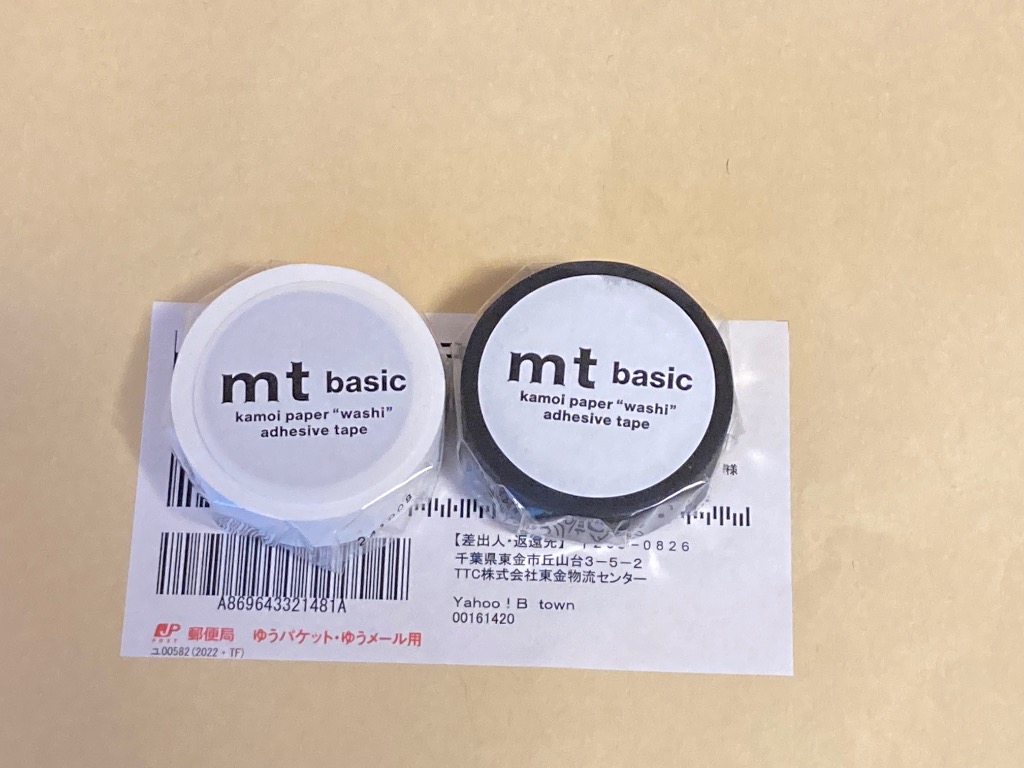 mt basic
kamoi paper “washi”
adhesive tape
mt basic
kamoi paper “washi”
adhesive tape
様
【差出人・返還先】
0826
千葉県東金市丘山台3－5－2
TTC株式会社東金物流センター
A869643321481A
Yahoo！B town
00161420
JP
POST
郵便局 ゆうパケット・ゆうメール用
ユ00582(2022・TF)